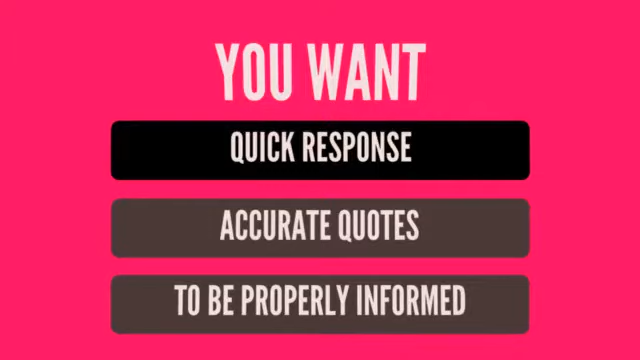 YOU WANT
QUICK RESPONSE
ACCURATE QUOTES
TO BE PROPERLY INFORMED